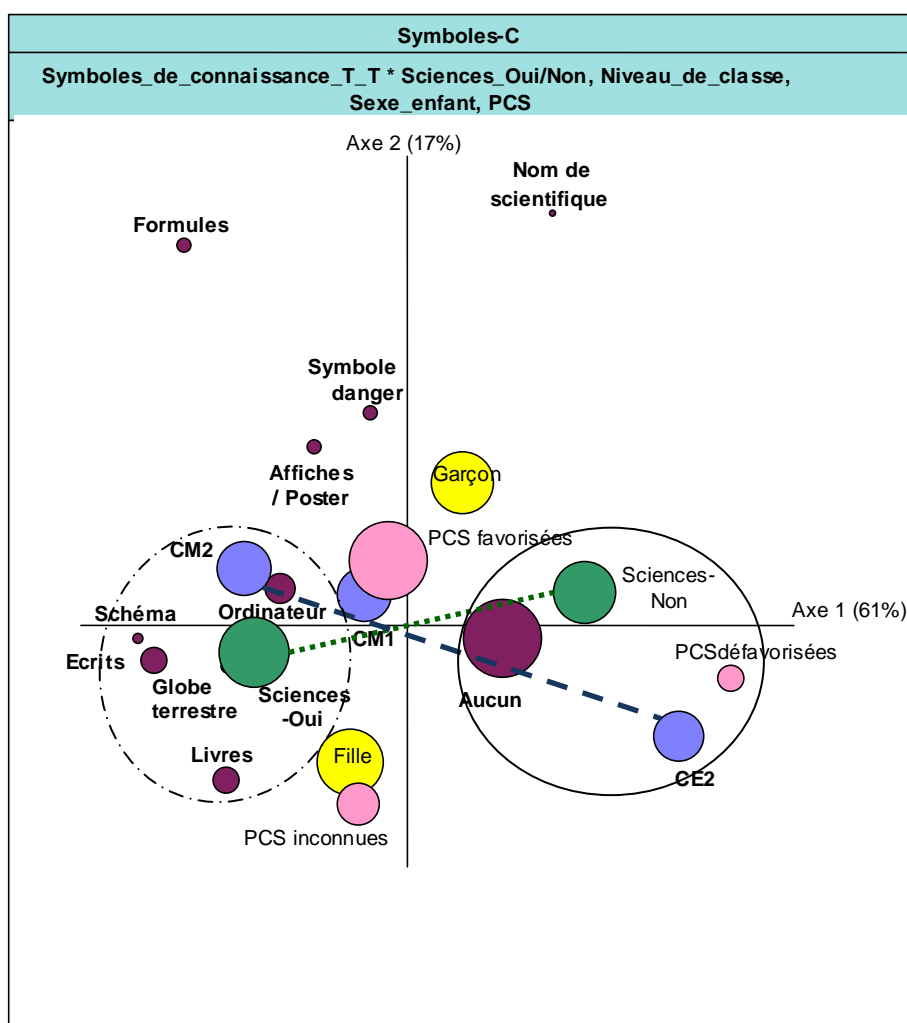 Symboles-C
Symboles_de_connaissance_T_T * Sciences_Oui/Non, Niveau_de_classe,
Sexe_enfant, PCS
Axe 2 (17%)
Nom de
scientifique
Formules
Symbole
danger
Affiches
/ Poster
Garçon
PCS favorisées
CM2
Sciences-
Non
Schéma
Ordinateur
Axe 1 (61%)
CM1
Ecrits
PCSdéfavorisées
Globe
terrestre
Sciences
-Oui
Aucun
Livres
Fille
CE2
PCS inconnues